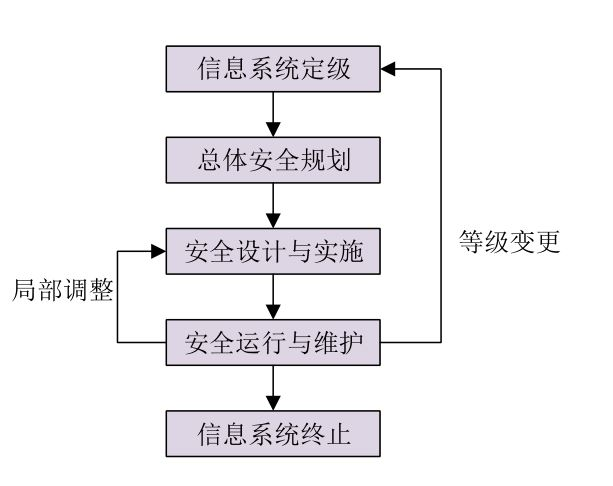 信息系统定级
总体安全规划
等级变更
安全设计与实施
局部调整
安全运行与维护
信息系统终止